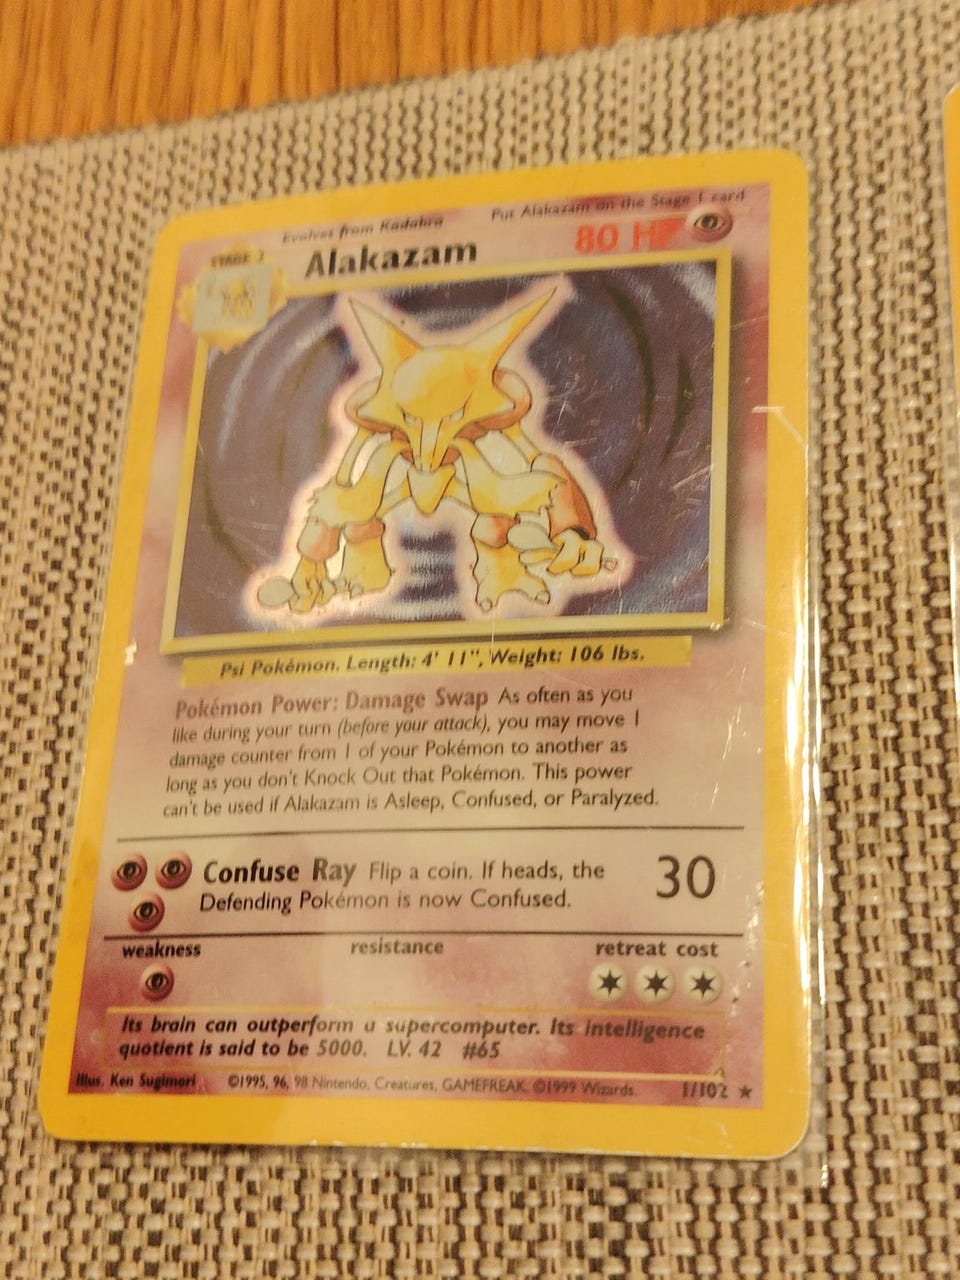 Evolves from Kadabra
Put Alakazam on the Stage 1 card
STAGE 2
Alakazam
80 HP
Psi Pokémon. Length: 4' 11", Weight: 106 lbs.
Pokémon Power: Damage Swap As often as you
like during your turn (before your attack), you may move 1
damage counter from 1 of your Pokémon to another as
long as you don't Knock Out that Pokémon. This power
can't be used if Alakazam is Asleep, Confused, or Paralyzed.
Confuse Ray Flip a coin. If heads, the
Defending Pokémon is now Confused.
30
weakness
resistance
retreat cost
Its brain can outperform a supercomputer. Its intelligence
quotient is said to be 5000. LV. 42 #65
Illus. Ken Sugimori
©1995, 96, 98 Nintendo, Creatures, GAMEFREAK. ©1999 Wizards.
1/102 ★